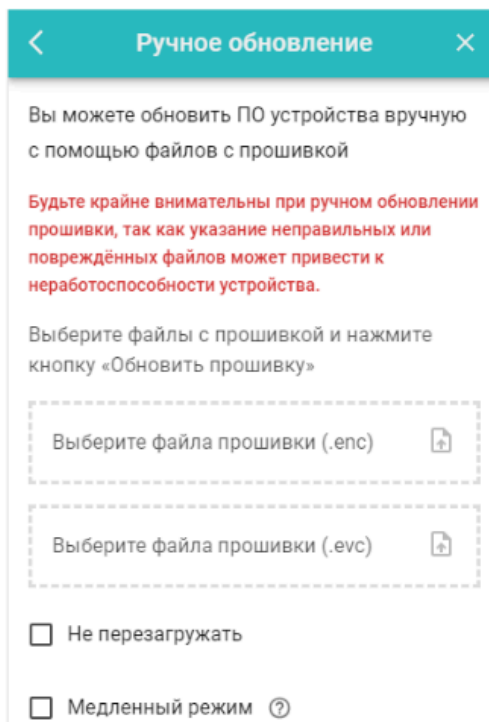 Ручное обновление
Вы можете обновить ПО устройства вручную
с помощью файлов с прошивкой
Будьте крайне внимательны при ручном обновлении
прошивки, так как указание неправильных или
повреждённых файлов может привести к
неработоспособности устройства.
Выберите файлы с прошивкой и нажмите
кнопку «Обновить прошивку»
Выберите файла прошивки (.enc)
Выберите файла прошивки (.evc)
Не перезагружать
Медленный режим